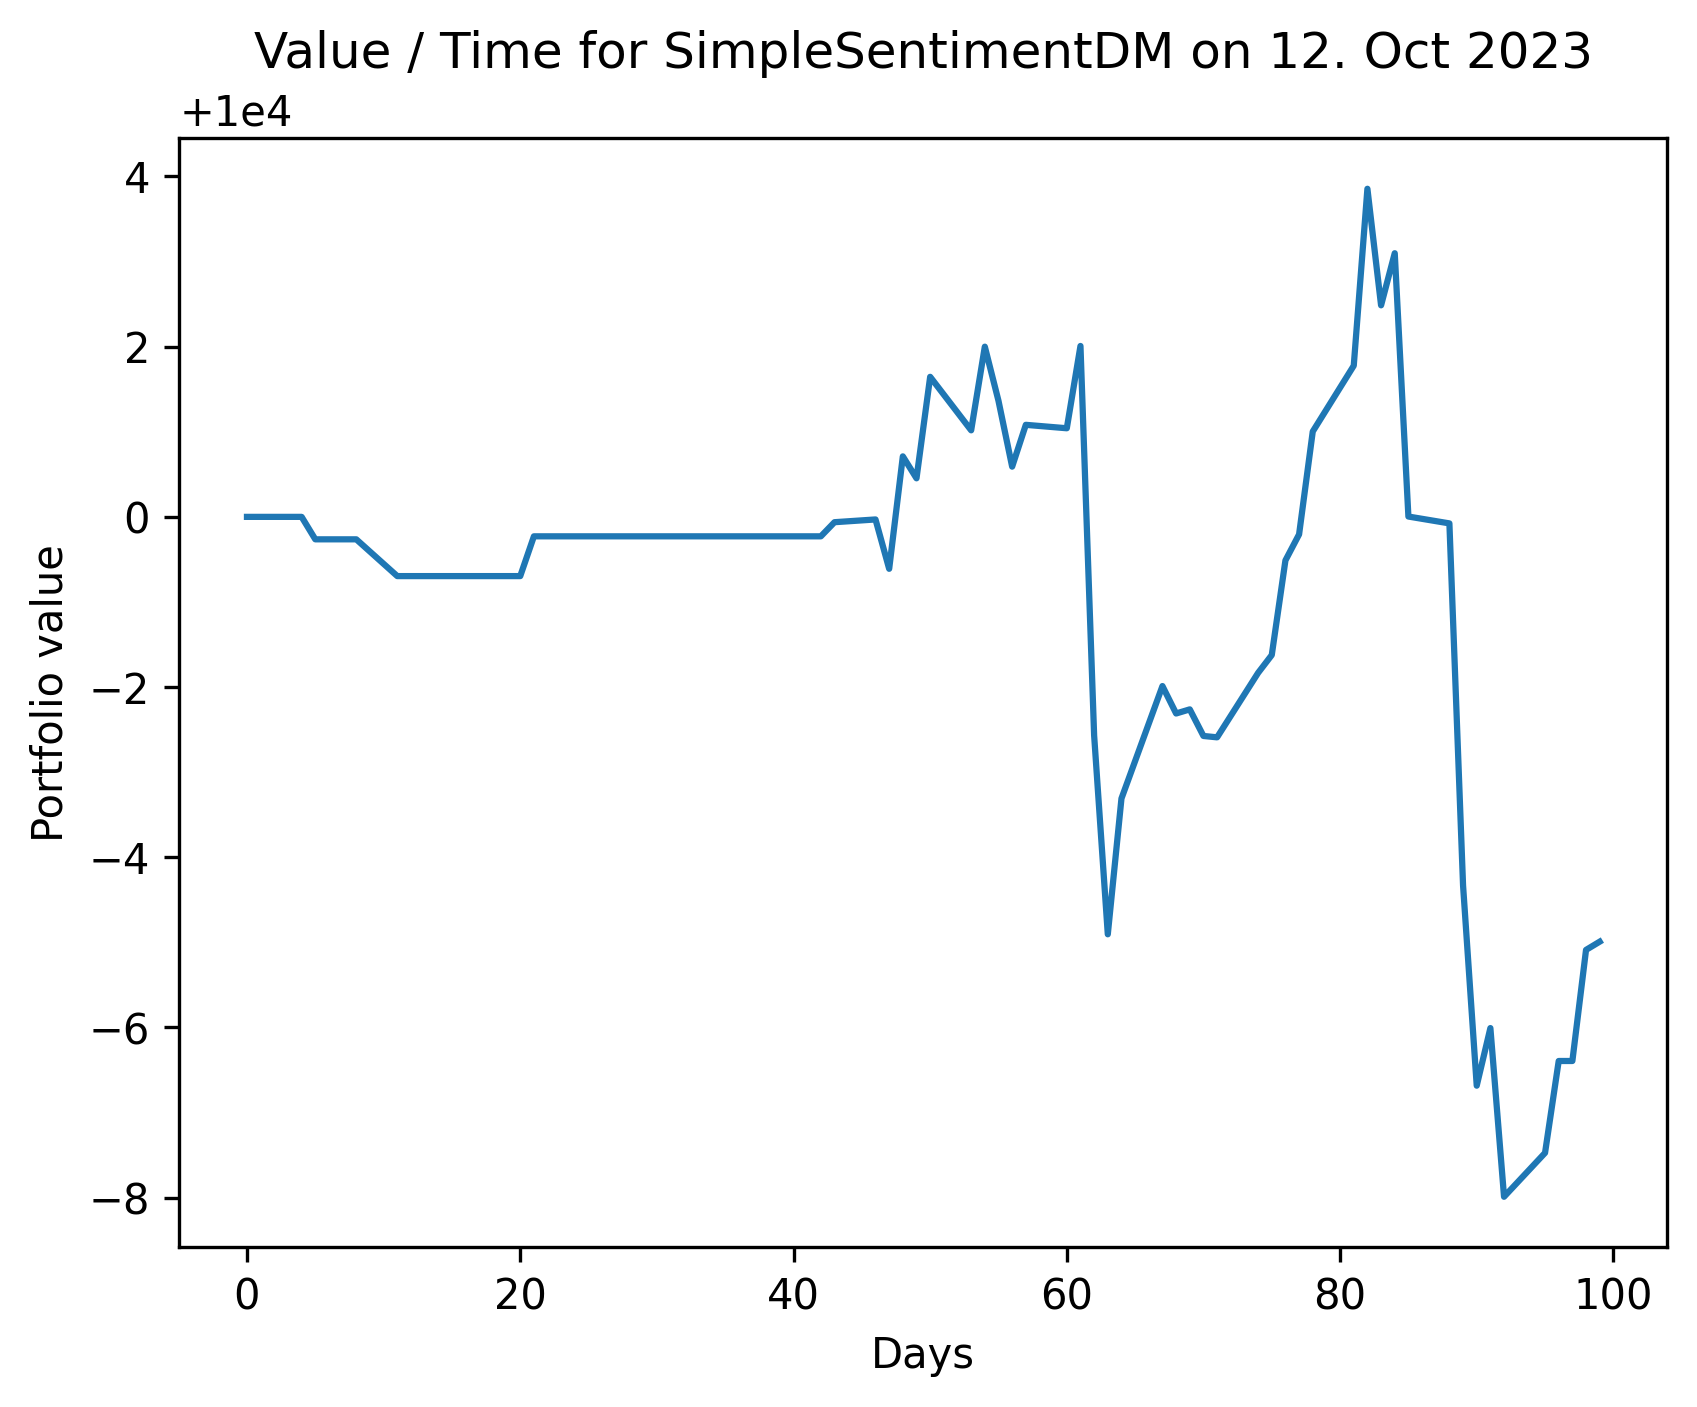 Value / Time for SimpleSentimentDM on 12. Oct 2023
+1e4
4
2
0
−2
−4
−6
−8
Portfolio value
0 20 40 60 80 100
Days